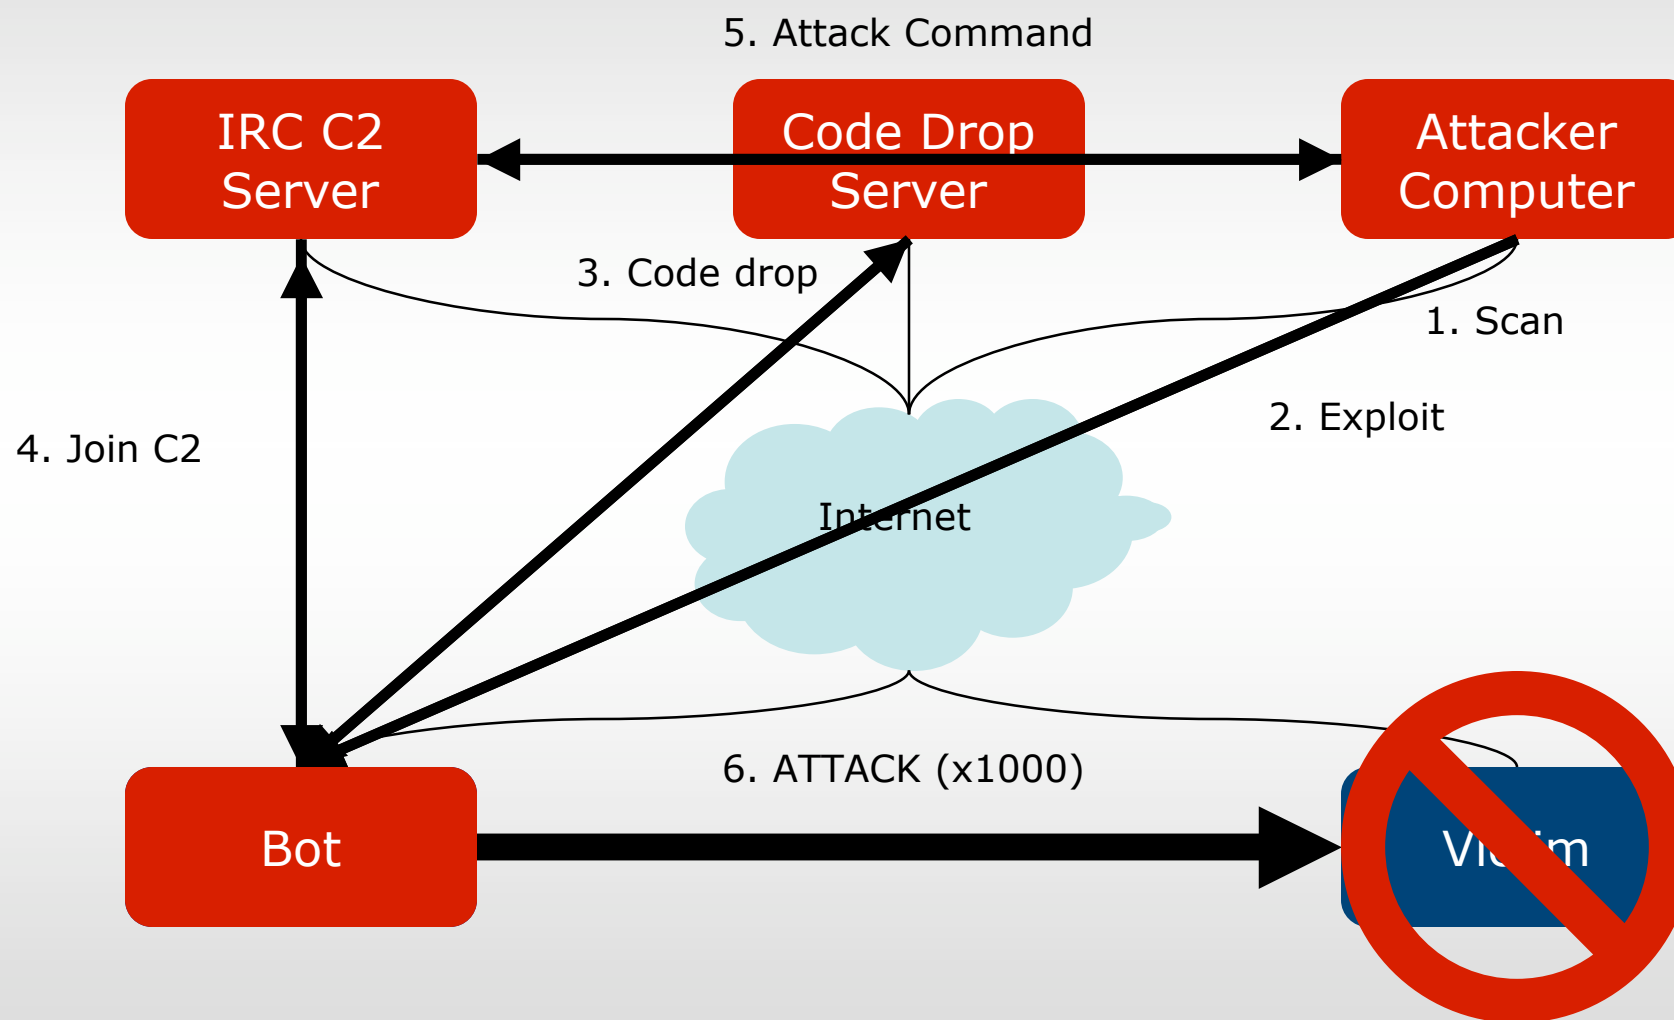 5. Attack Command
IRC C2
Server
Code Drop
Server
Attacker
Computer
3. Code drop
1. Scan
2. Exploit
4. Join C2
Internet
6. ATTACK (x1000)
Bot
Victim